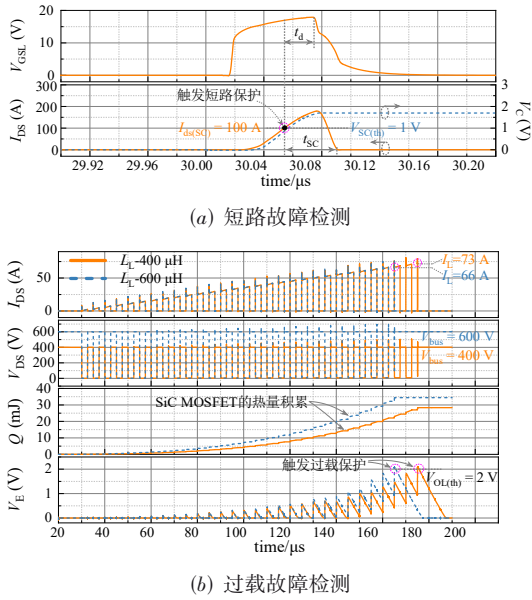 V_GSL (V)
20
10
0
t_d
I_DS (A)
300
200
100
0
触发短路保护
I_ds(SC) = 100 A
V_SC(th) = 1 V
t_SC
3
2
1
0
V_C (V)
29.92 29.96 30.00 30.04 30.08 30.12 30.16 30.20
time/μs
(a) 短路故障检测
I_DS (A)
50
0
L_L-400 μH
L_L-600 μH
I_L=73 A
I_L=66 A
V_DS (V)
600
400
200
0
V_bus = 600 V
V_bus = 400 V
Q (mJ)
40
30
20
10
0
SiC MOSFET的热量积累
V_E (V)
2
1
0
触发过载保护
V_OL(th) = 2 V
20 40 60 80 100 120 140 160 180 200
time/μs
(b) 过载故障检测